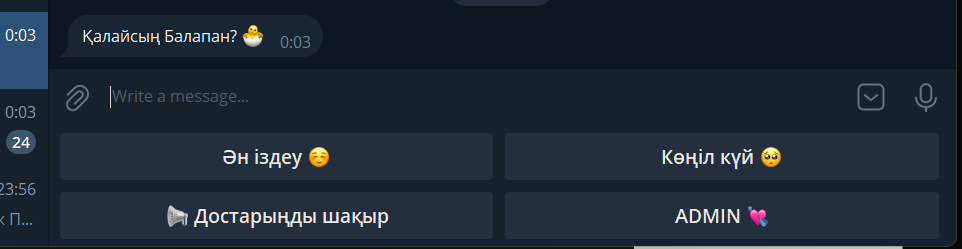 0:03
Қалайсың Балапан? 🐣 0:03
Write a message...
0:03
24
Ән іздеу ☺️ Көңіл күй 🥺
23:56
к П...
📢 Достарыңды шақыр ADMIN 💘